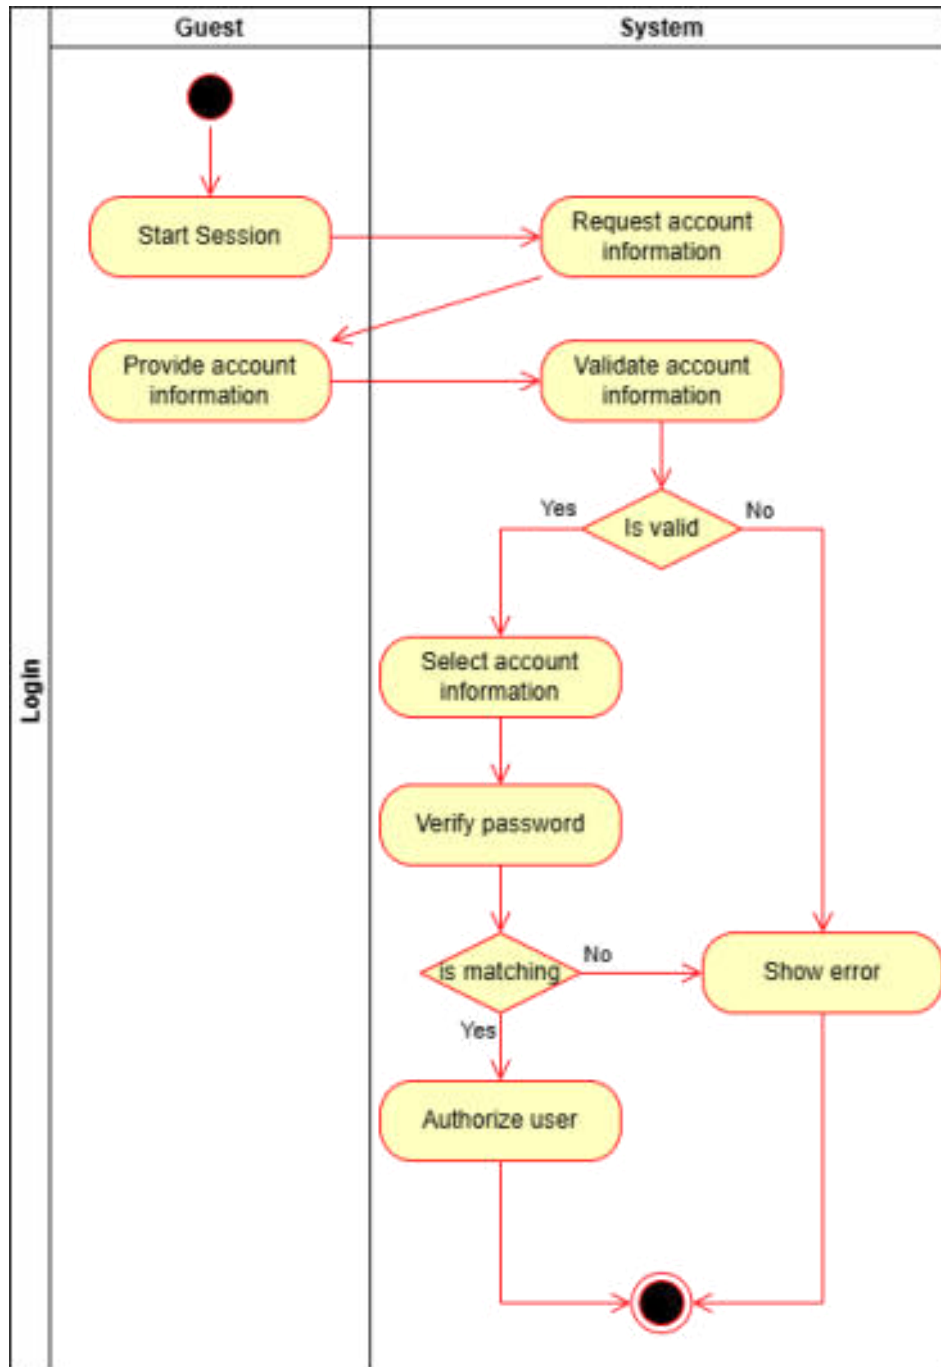 Guest
System
Start Session
Request account
information
Provide account
information
Validate account
information
Yes
Is valid
No
Login
Select account
information
Verify password
is matching
No
Show error
Yes
Authorize user